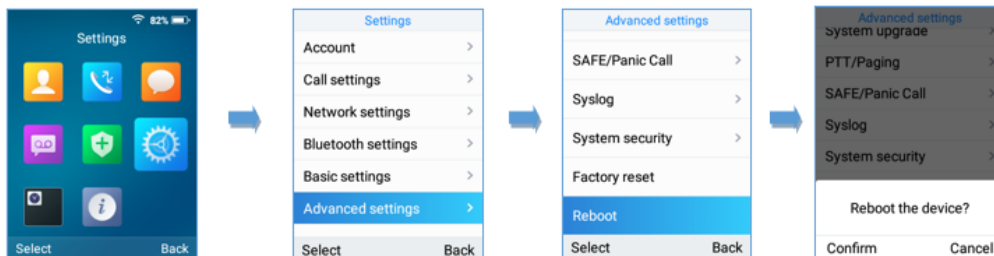 82%
Settings
Select Back
Settings
Account
Call settings
Network settings
Bluetooth settings
Basic settings
Advanced settings
Select Back
Advanced settings
SAFE/Panic Call
Syslog
System security
Factory reset
Reboot
Select Back
Advanced settings
System upgrade
PTT/Paging
SAFE/Panic Call
Syslog
System security
Reboot the device?
Confirm Cancel